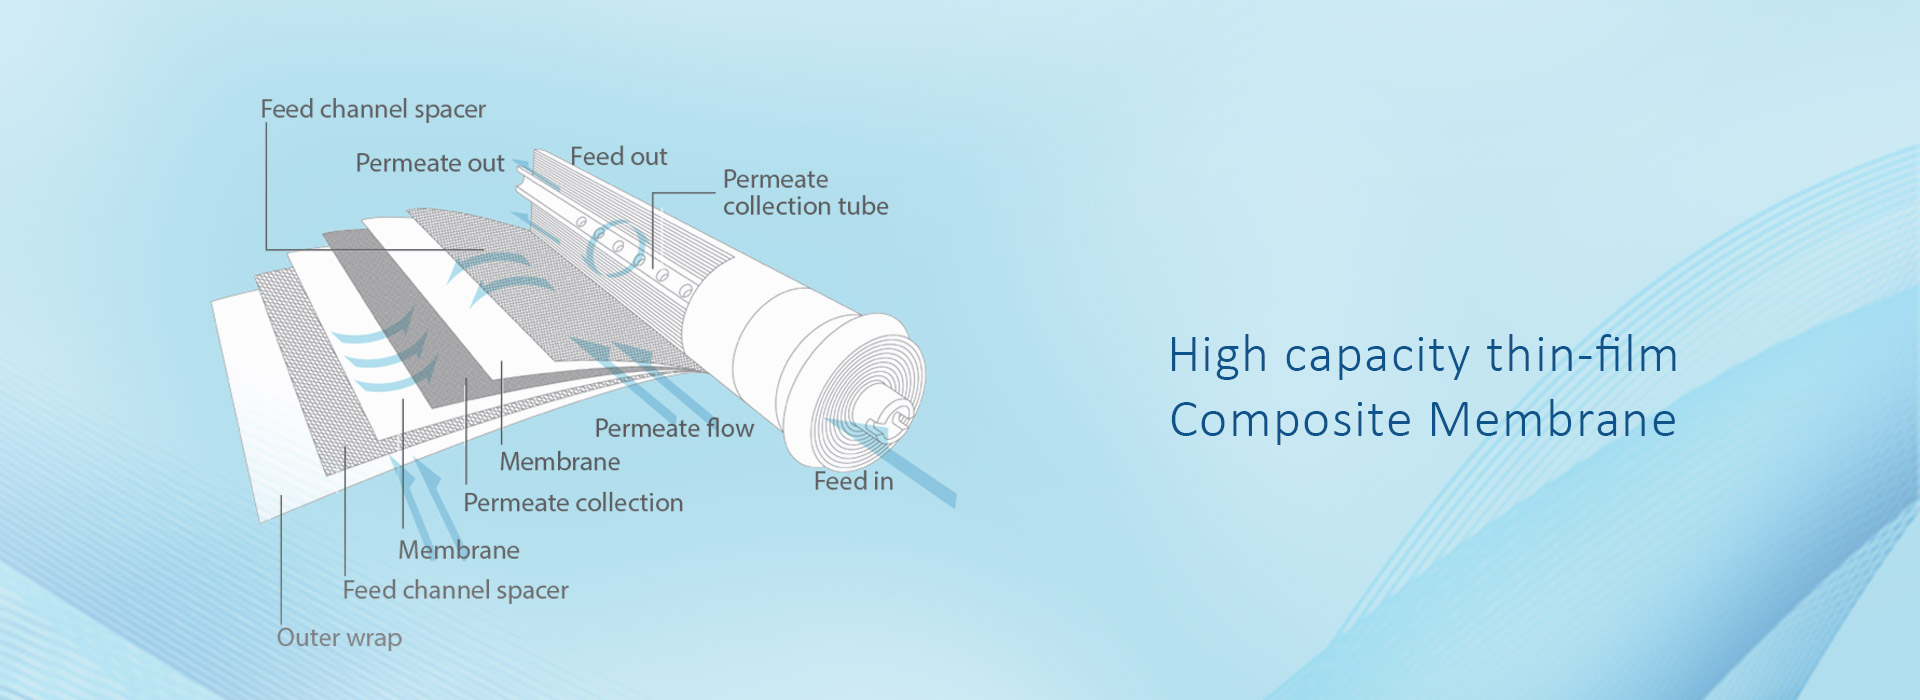 Feed channel spacer
Permeate out
Feed out
Permeate
collection tube
Permeate flow
Membrane
Feed in
Permeate collection
Membrane
Feed channel spacer
Outer wrap
High capacity thin-film
Composite Membrane